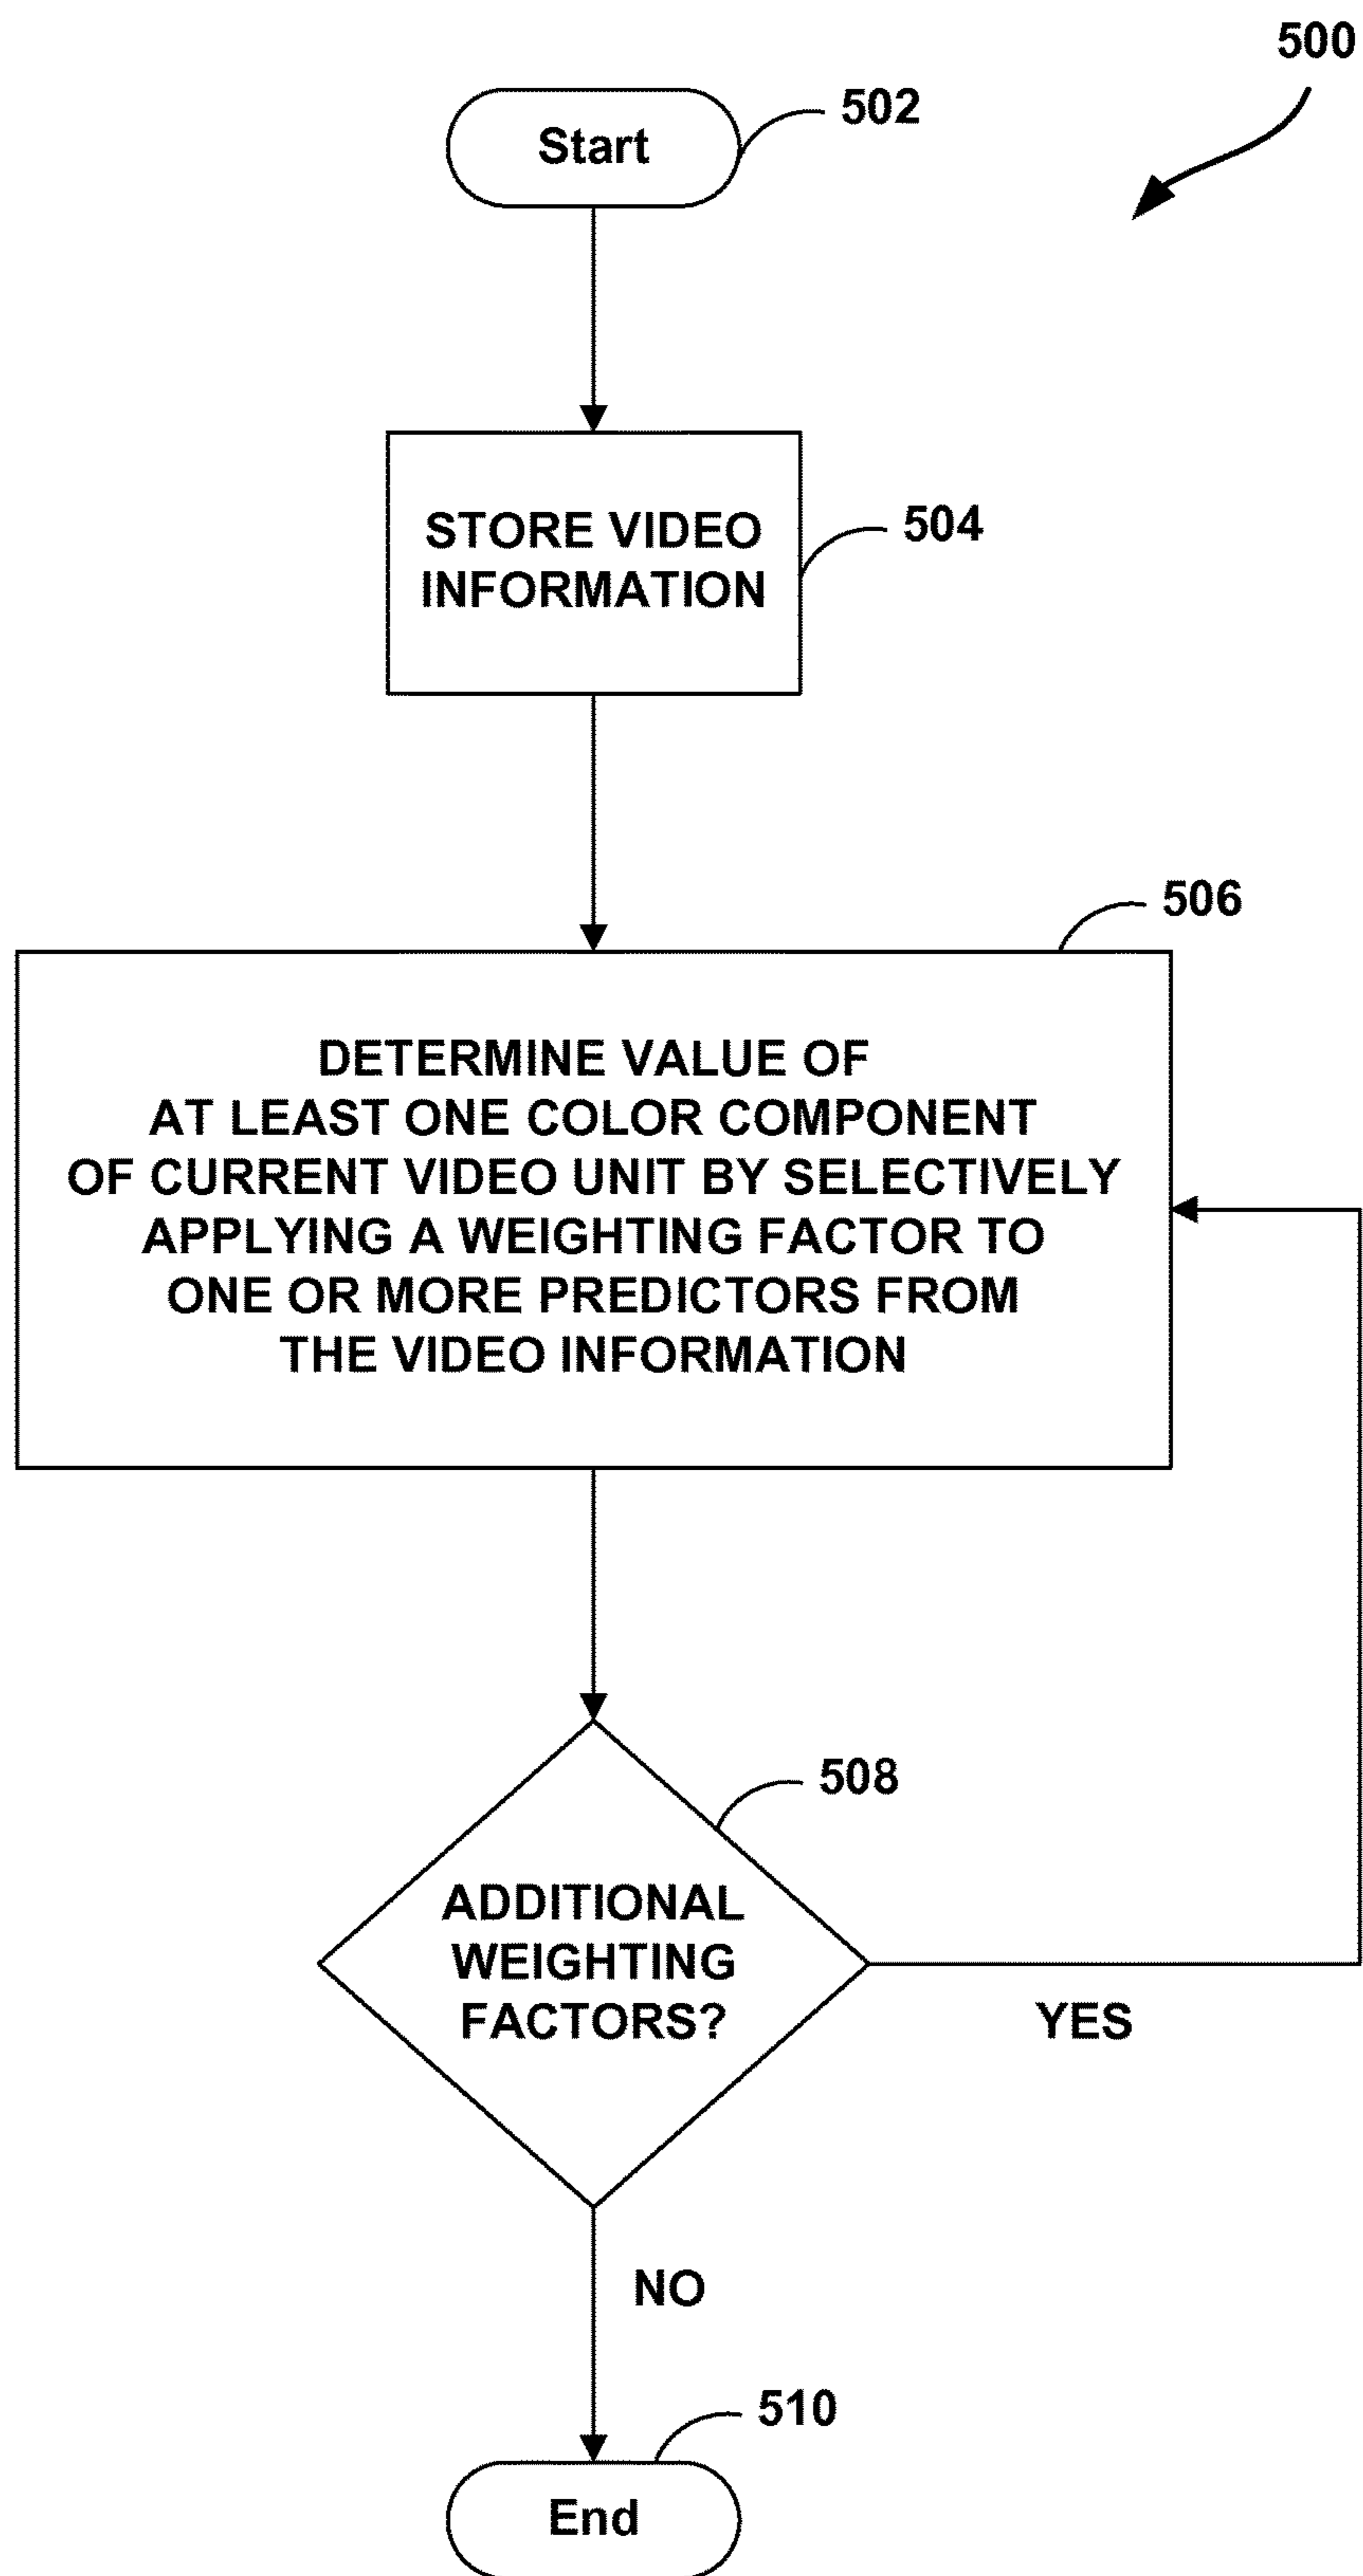 500
Start
502
STORE VIDEO
INFORMATION
504
506
DETERMINE VALUE OF
AT LEAST ONE COLOR COMPONENT
OF CURRENT VIDEO UNIT BY SELECTIVELY
APPLYING A WEIGHTING FACTOR TO
ONE OR MORE PREDICTORS FROM
THE VIDEO INFORMATION
508
ADDITIONAL
WEIGHTING
FACTORS?
YES
NO
510
End